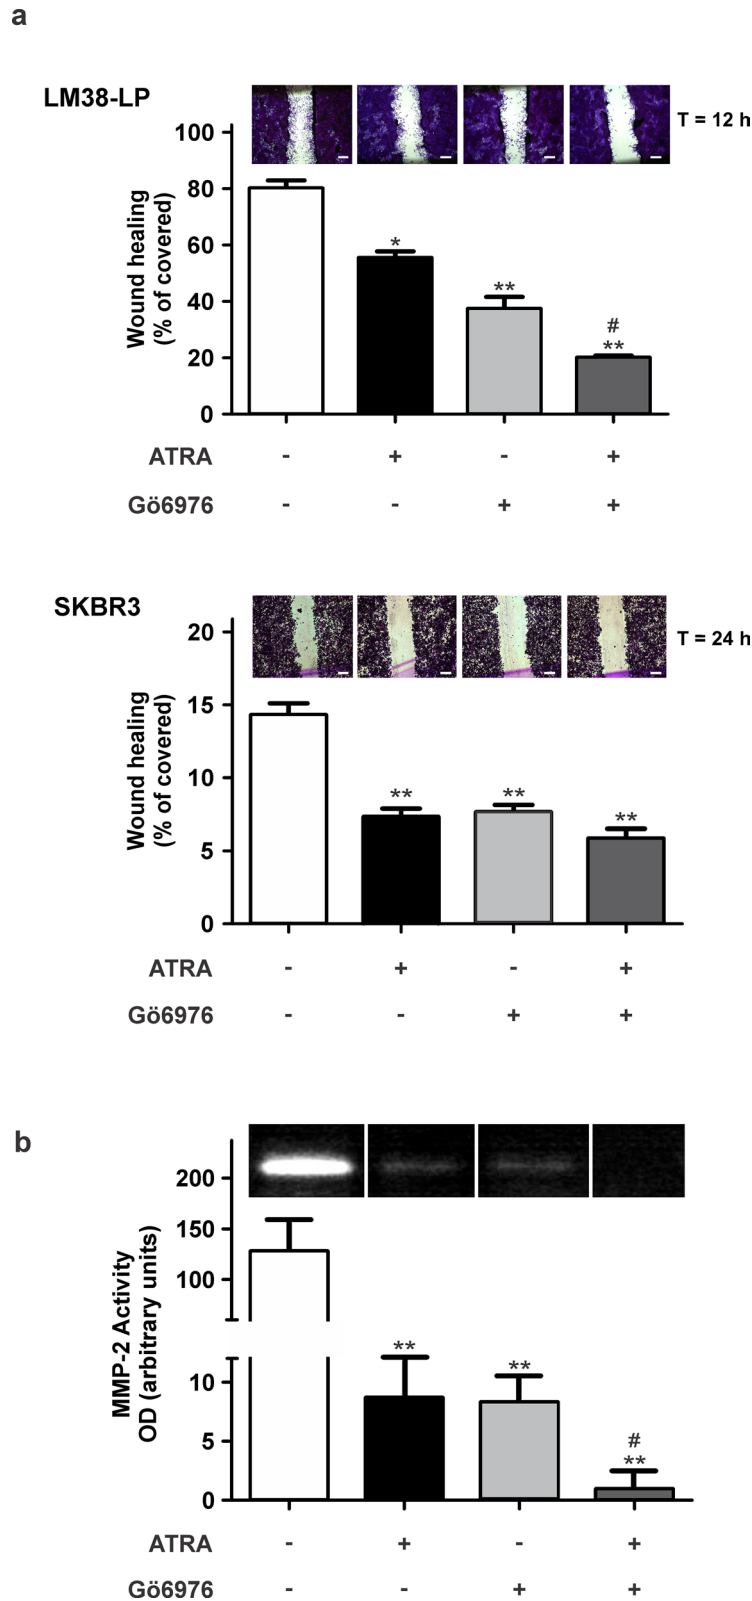 a
LM38-LP
T = 12 h
100
80
60
40
20
0
Wound healing
(% of covered)
*
**
#
**
ATRA - + - +
Gö6976 - - + +
SKBR3
T = 24 h
20
15
10
5
0
Wound healing
(% of covered)
**
**
**
ATRA - + - +
Gö6976 - - + +
b
200
150
100
10
5
0
MMP-2 Activity
OD (arbitrary units)
**
**
#
**
ATRA - + - +
Gö6976 - - + +